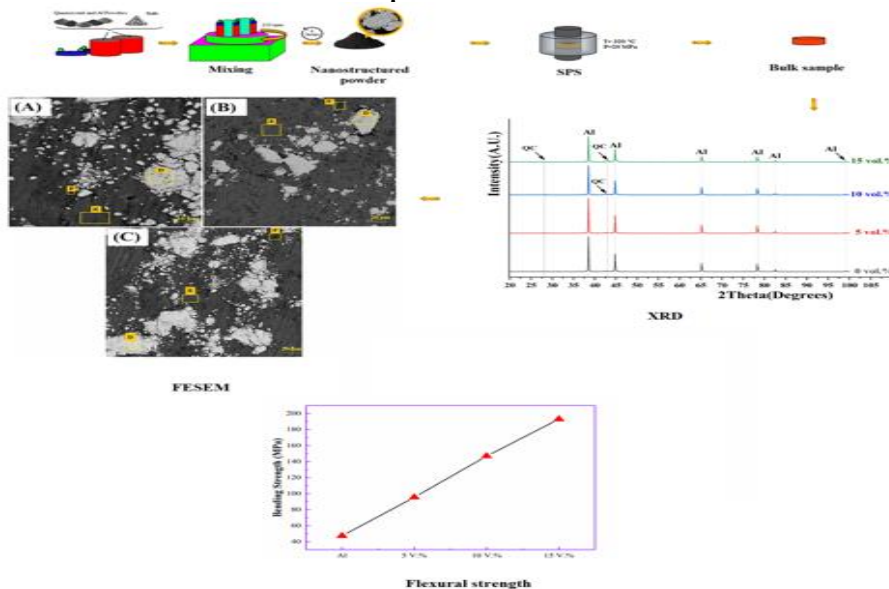 Mixing
Nanostructured
powder
SPS
Bulk sample
(A)
(B)
(C)
FESEM
Intensity(A.U.)
QC
QC
QC
Al
Al
Al
Al
Al
Al
15 vol.%
10 vol.%
5 vol.%
0 vol.%
20 25 30 35 40 45 50 55 60 65 70 75 80 85 90 95 100 105
2Theta(Degrees)
XRD
Bending Strength (MPa)
200
180
160
140
120
100
80
60
40
Al 5 V.% 10 V.% 15 V.%
Flexural strength